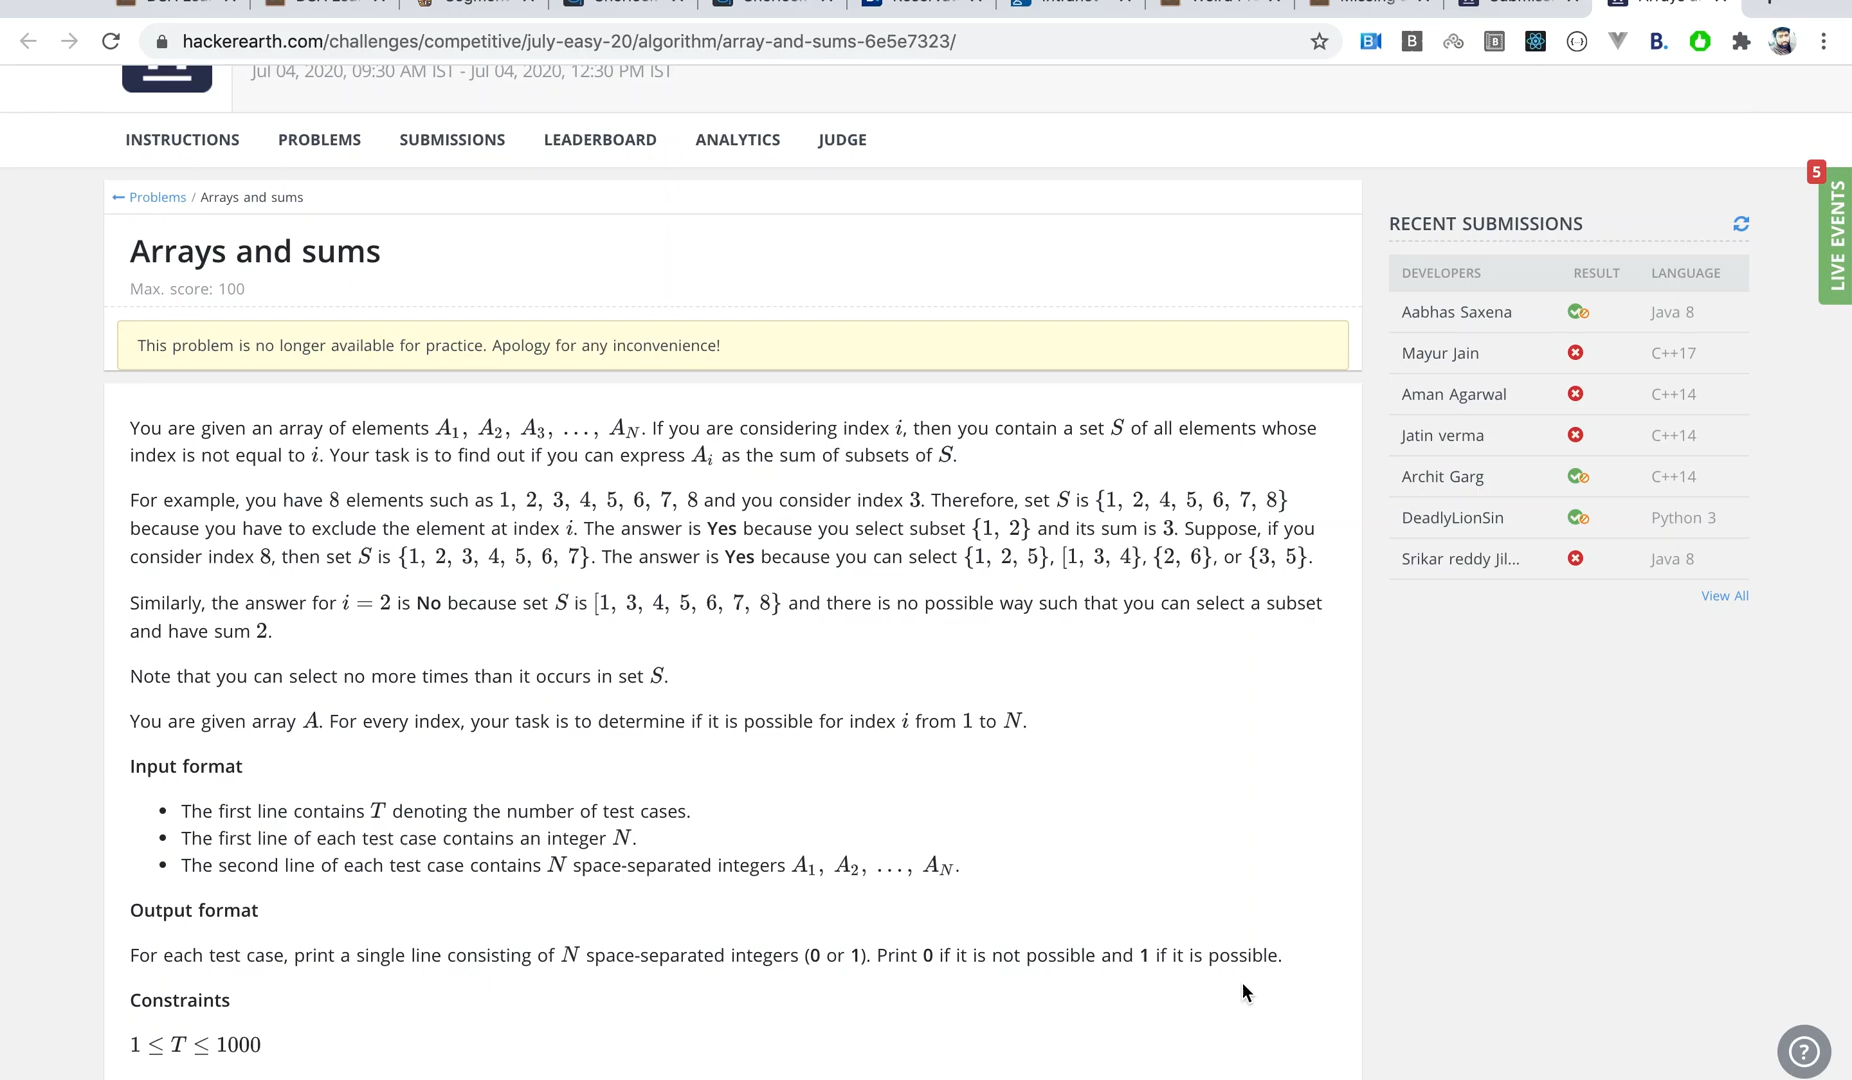 hackerearth.com/challenges/competitive/july-easy-20/algorithm/array-and-sums-6e5e7323/
Jul 04, 2020, 09:30 AM IST - Jul 04, 2020, 12:30 PM IST
INSTRUCTIONS PROBLEMS SUBMISSIONS LEADERBOARD ANALYTICS JUDGE
← Problems / Arrays and sums
Arrays and sums
Max. score: 100
This problem is no longer available for practice. Apology for any inconvenience!
You are given an array of elements A₁, A₂, A₃, ..., A_N. If you are considering index i, then you contain a set S of all elements whose
index is not equal to i. Your task is to find out if you can express Aᵢ as the sum of subsets of S.
For example, you have 8 elements such as 1, 2, 3, 4, 5, 6, 7, 8 and you consider index 3. Therefore, set S is {1, 2, 4, 5, 6, 7, 8}
because you have to exclude the element at index i. The answer is Yes because you select subset {1, 2} and its sum is 3. Suppose, if you
consider index 8, then set S is {1, 2, 3, 4, 5, 6, 7}. The answer is Yes because you can select {1, 2, 5}, [1, 3, 4}, {2, 6}, or {3, 5}.
Similarly, the answer for i = 2 is No because set S is [1, 3, 4, 5, 6, 7, 8} and there is no possible way such that you can select a subset
and have sum 2.
Note that you can select no more times than it occurs in set S.
You are given array A. For every index, your task is to determine if it is possible for index i from 1 to N.
Input format
• The first line contains T denoting the number of test cases.
• The first line of each test case contains an integer N.
• The second line of each test case contains N space-separated integers A₁, A₂, ..., A_N.
Output format
For each test case, print a single line consisting of N space-separated integers (0 or 1). Print 0 if it is not possible and 1 if it is possible.
Constraints
1 ≤ T ≤ 1000
RECENT SUBMISSIONS
DEVELOPERS RESULT LANGUAGE
Aabhas Saxena Java 8
Mayur Jain C++17
Aman Agarwal C++14
Jatin verma C++14
Archit Garg C++14
DeadlyLionSin Python 3
Srikar reddy Jil... Java 8
View All
5
LIVE EVENTS
?